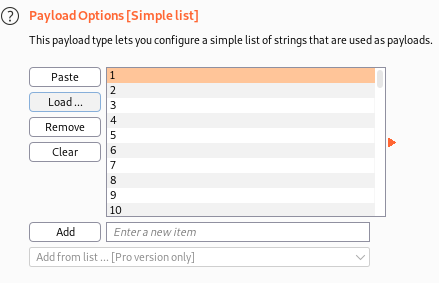 Payload Options [Simple list]
This payload type lets you configure a simple list of strings that are used as payloads.
Paste
Load ...
Remove
Clear
1
2
3
4
5
6
7
8
9
10
Add
Enter a new item
Add from list ... [Pro version only]